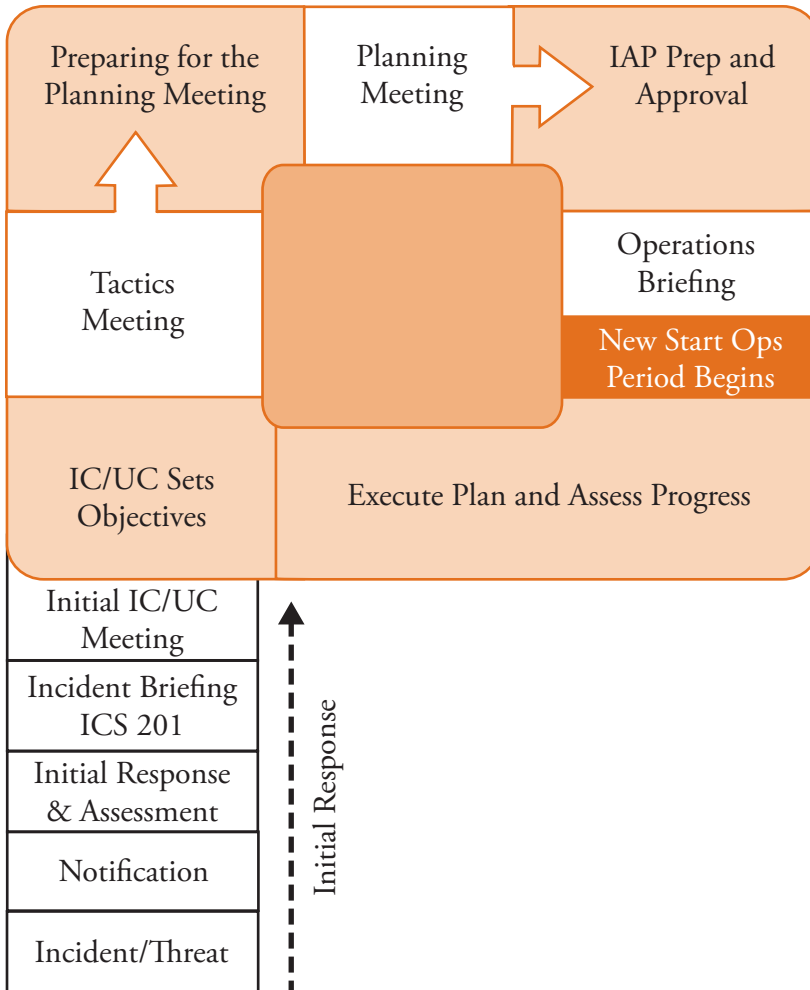 Preparing for the
Planning Meeting
Planning
Meeting
IAP Prep and
Approval
Tactics
Meeting
Operations
Briefing
New Start Ops
Period Begins
IC/UC Sets
Objectives
Execute Plan and Assess Progress
Initial IC/UC
Meeting
Incident Briefing
ICS 201
Initial Response
& Assessment
Notification
Incident/Threat
Initial Response